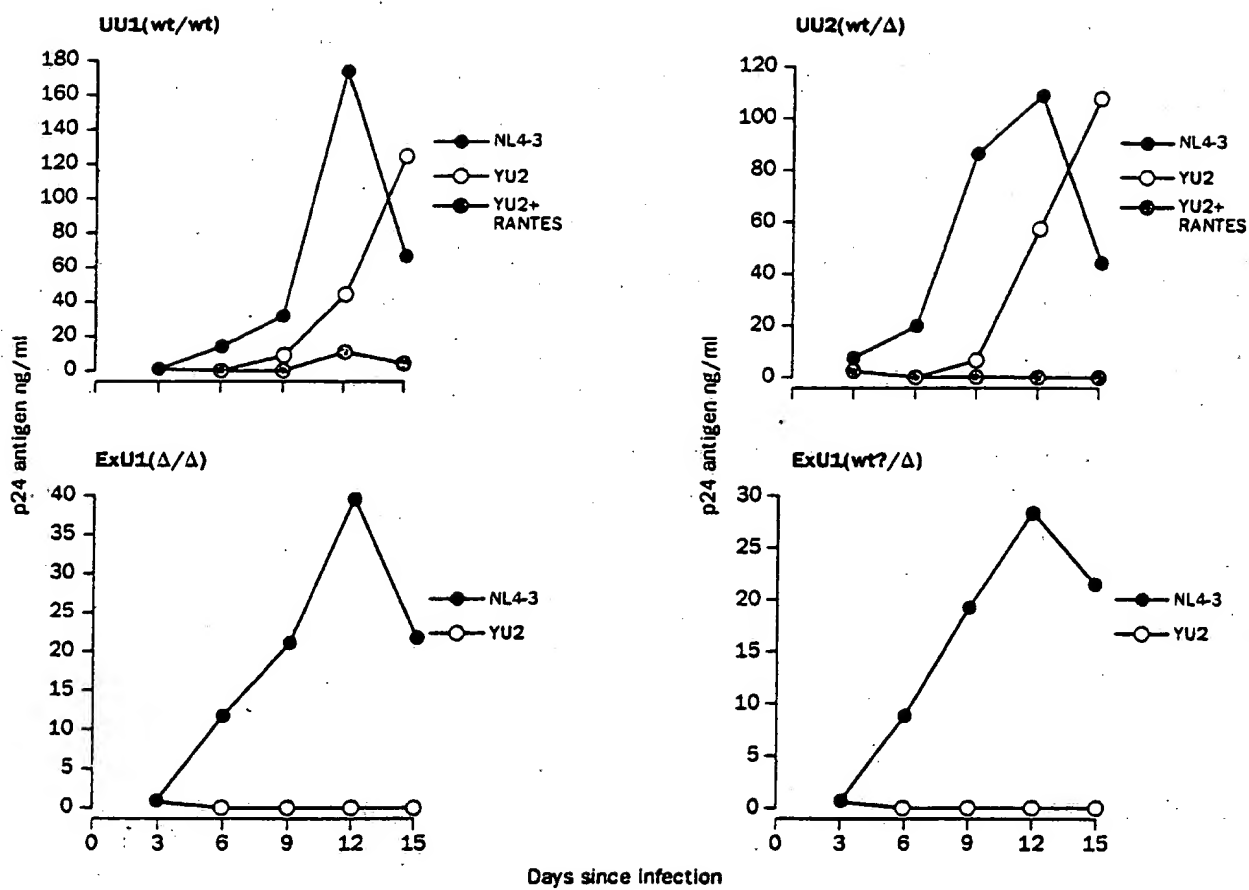 UU1(wt/wt)
180
160
140
120
100
80
60
40
20
0
NL4-3
YU2
YU2+
RANTES
UU2(wt/Δ)
120
100
80
60
40
20
0
NL4-3
YU2
YU2+
RANTES
p24 antigen ng/ml
p24 antigen ng/ml
ExU1(Δ/Δ)
40
35
30
25
20
15
10
5
0
0 3 6 9 12 15
NL4-3
YU2
ExU1(wt?/Δ)
30
25
20
15
10
5
0
0 3 6 9 12 15
NL4-3
YU2
Days since infection